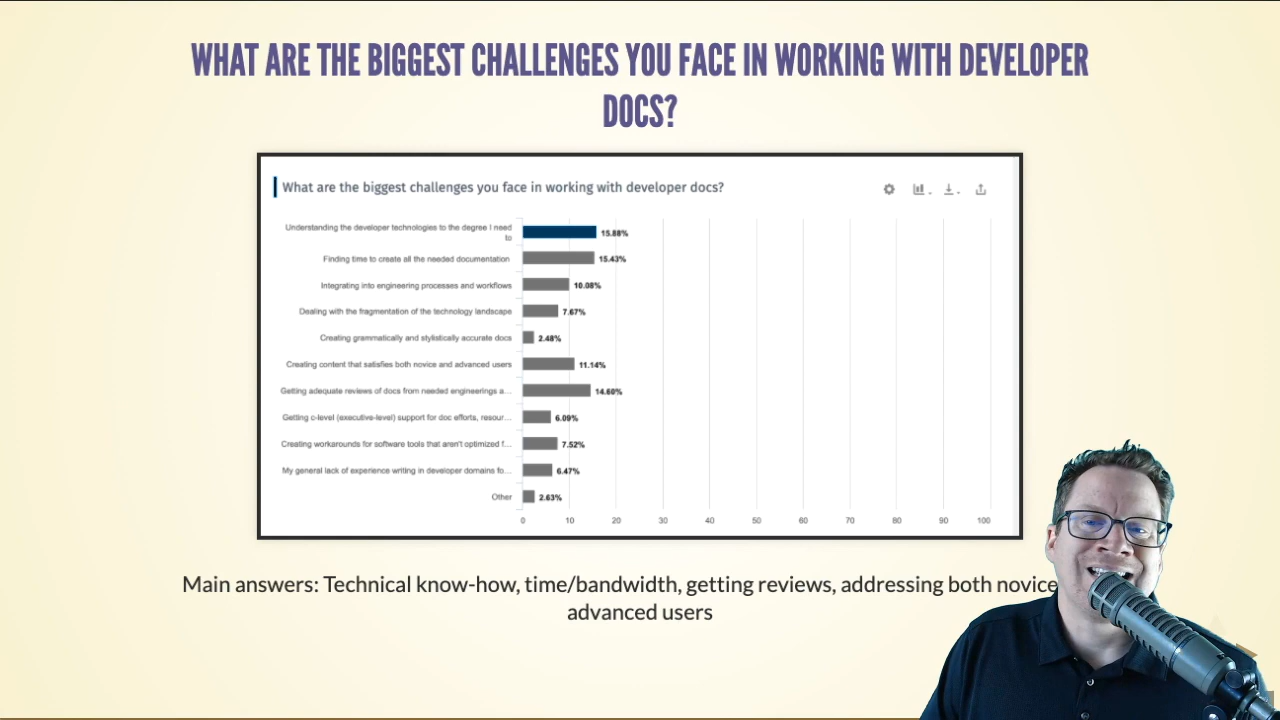 WHAT ARE THE BIGGEST CHALLENGES YOU FACE IN WORKING WITH DEVELOPER
DOCS?
What are the biggest challenges you face in working with developer docs?
Understanding the developer technologies to the degree I need
to
15.88%
Finding time to create all the needed documentation
15.43%
Integrating into engineering processes and workflows
10.08%
Dealing with the fragmentation of the technology landscape
7.67%
Creating grammatically and stylistically accurate docs
2.48%
Creating content that satisfies both novice and advanced users
11.14%
Getting adequate reviews of docs from needed engineerings a...
14.60%
Getting c-level (executive-level) support for doc efforts, resour...
6.09%
Creating workarounds for software tools that aren't optimized f...
7.52%
My general lack of experience writing in developer domains fo...
6.47%
Other
2.63%
0 10 20 30 40 50 60 70 80 90 100
Main answers: Technical know-how, time/bandwidth, getting reviews, addressing both novice
advanced users